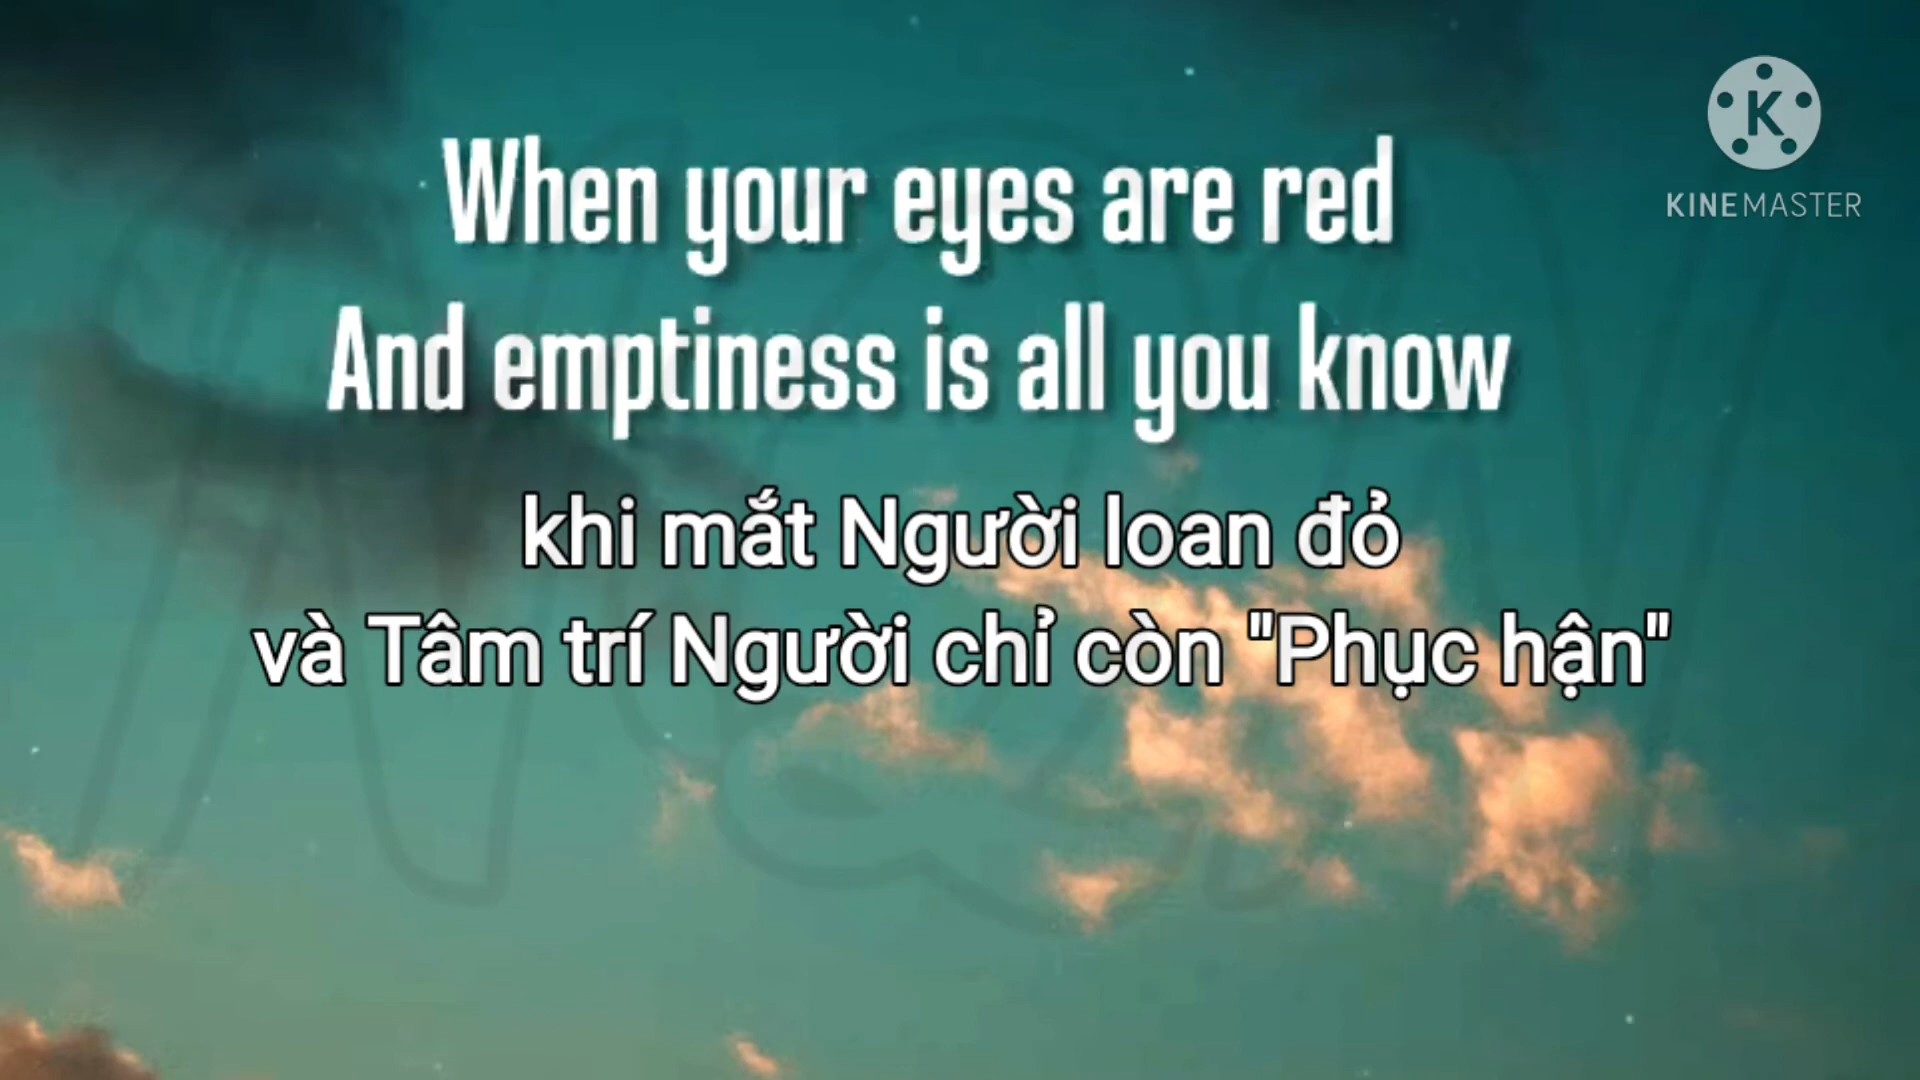 When your eyes are red
And emptiness is all you know
khi mắt Người loan đỏ
và Tâm trí Người chỉ còn "Phục hận"
K
KINEMASTER